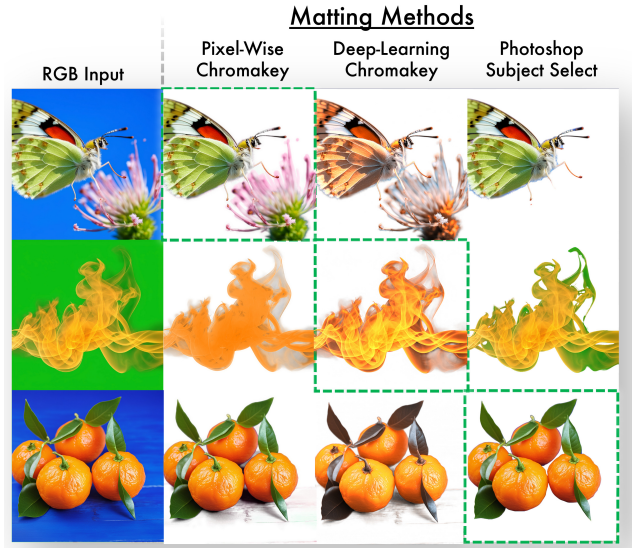 Matting Methods
RGB Input
Pixel-Wise
Chromakey
Deep-Learning
Chromakey
Photoshop
Subject Select